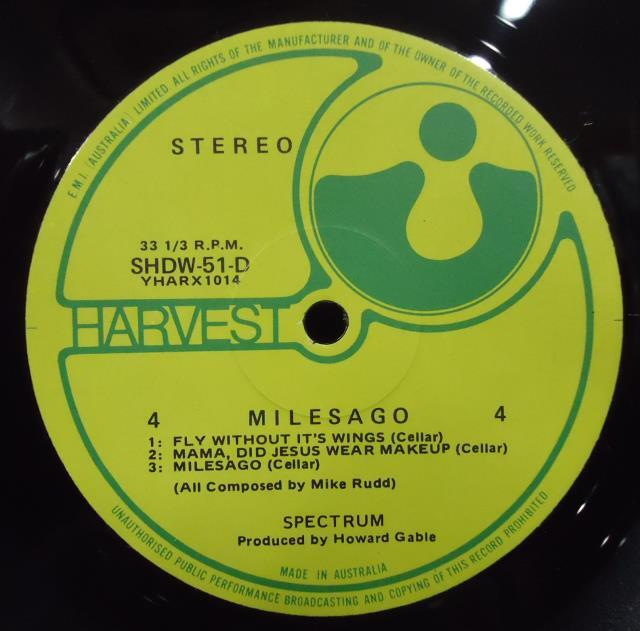 E.M.I. (AUSTRALIA) LIMITED. ALL RIGHTS OF THE MANUFACTURER AND OF THE OWNER OF THE RECORDED WORK RESERVED
STEREO
33 1/3 R.P.M.
SHDW-51-D
YHARX1014
HARVEST
4 MILESAGO 4
1: FLY WITHOUT IT'S WINGS (Cellar)
2: MAMA, DID JESUS WEAR MAKEUP (Cellar)
3: MILESAGO (Cellar)
(All Composed by Mike Rudd)
SPECTRUM
Produced by Howard Gable
MADE IN AUSTRALIA
UNAUTHORISED PUBLIC PERFORMANCE BROADCASTING AND COPYING OF THIS RECORD PROHIBITED